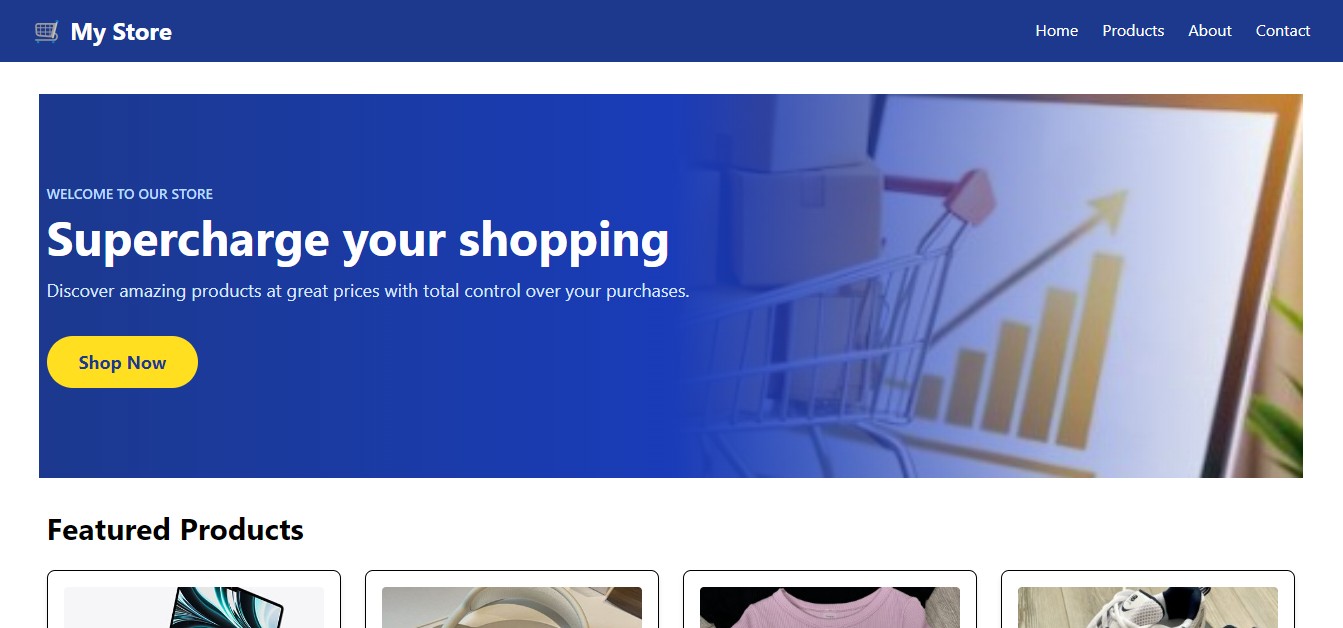 My Store
Home Products About Contact
WELCOME TO OUR STORE
Supercharge your shopping
Discover amazing products at great prices with total control over your purchases.
Shop Now
Featured Products